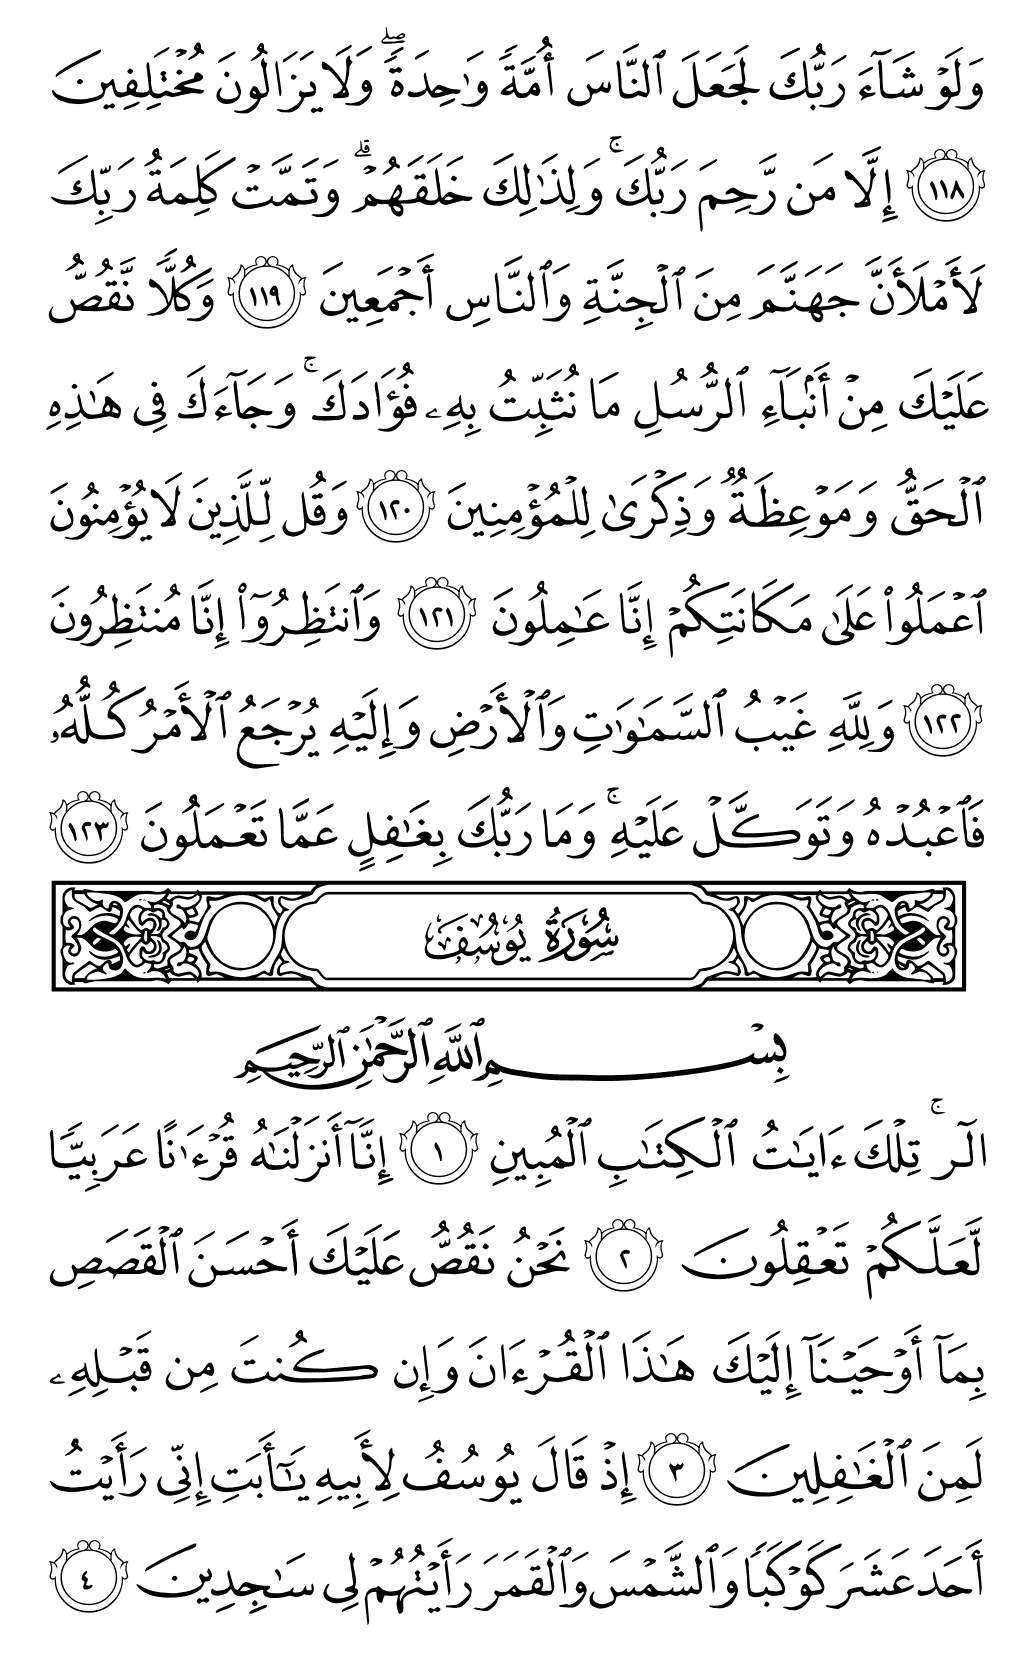 وَلَوْ شَآءَ رَبُّكَ لَجَعَلَ ٱلنَّاسَ أُمَّةً وَٰحِدَةً ۖ وَلَا يَزَالُونَ مُخْتَلِفِينَ
١١٨ إِلَّا مَن رَّحِمَ رَبُّكَ ۚ وَلِذَٰلِكَ خَلَقَهُمْ ۗ وَتَمَّتْ كَلِمَةُ رَبِّكَ
لَأَمْلَأَنَّ جَهَنَّمَ مِنَ ٱلْجِنَّةِ وَٱلنَّاسِ أَجْمَعِينَ ١١٩ وَكُلًّا نَّقُصُّ
عَلَيْكَ مِنْ أَنۢبَآءِ ٱلرُّسُلِ مَا نُثَبِّتُ بِهِۦ فُؤَادَكَ ۚ وَجَآءَكَ فِى هَٰذِهِ
ٱلْحَقُّ وَمَوْعِظَةٌ وَذِكْرَىٰ لِلْمُؤْمِنِينَ ١٢٠ وَقُل لِّلَّذِينَ لَا يُؤْمِنُونَ
ٱعْمَلُوا۟ عَلَىٰ مَكَانَتِكُمْ إِنَّا عَٰمِلُونَ ١٢١ وَٱنتَظِرُوٓا۟ إِنَّا مُنتَظِرُونَ
١٢٢ وَلِلَّهِ غَيْبُ ٱلسَّمَٰوَٰتِ وَٱلْأَرْضِ وَإِلَيْهِ يُرْجَعُ ٱلْأَمْرُ كُلُّهُۥ
فَٱعْبُدْهُ وَتَوَكَّلْ عَلَيْهِ ۚ وَمَا رَبُّكَ بِغَٰفِلٍ عَمَّا تَعْمَلُونَ ١٢٣
سُورَةُ يُوسُفَ
بِسْمِ ٱللَّهِ ٱلرَّحْمَٰنِ ٱلرَّحِيمِ
الٓر ۚ تِلْكَ ءَايَٰتُ ٱلْكِتَٰبِ ٱلْمُبِينِ ١ إِنَّآ أَنزَلْنَٰهُ قُرْءَٰنًا عَرَبِيًّا
لَّعَلَّكُمْ تَعْقِلُونَ ٢ نَحْنُ نَقُصُّ عَلَيْكَ أَحْسَنَ ٱلْقَصَصِ
بِمَآ أَوْحَيْنَآ إِلَيْكَ هَٰذَا ٱلْقُرْءَانَ وَإِن كُنتَ مِن قَبْلِهِۦ
لَمِنَ ٱلْغَٰفِلِينَ ٣ إِذْ قَالَ يُوسُفُ لِأَبِيهِ يَٰٓأَبَتِ إِنِّى رَأَيْتُ
أَحَدَ عَشَرَ كَوْكَبًا وَٱلشَّمْسَ وَٱلْقَمَرَ رَأَيْتُهُمْ لِى سَٰجِدِينَ ٤